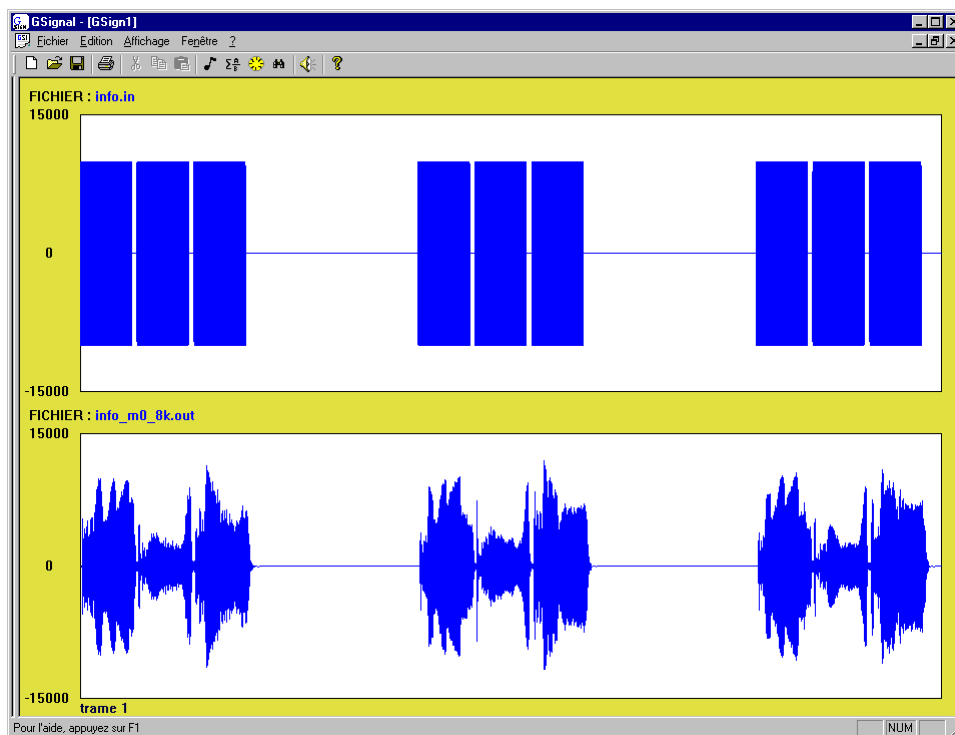 GSignal - [GSign1]
Fichier Edition Affichage Fenêtre ?
FICHIER : info.in
15000
0
-15000
FICHIER : info_m0_8k.out
15000
0
-15000
trame 1
Pour l'aide, appuyez sur F1
NUM